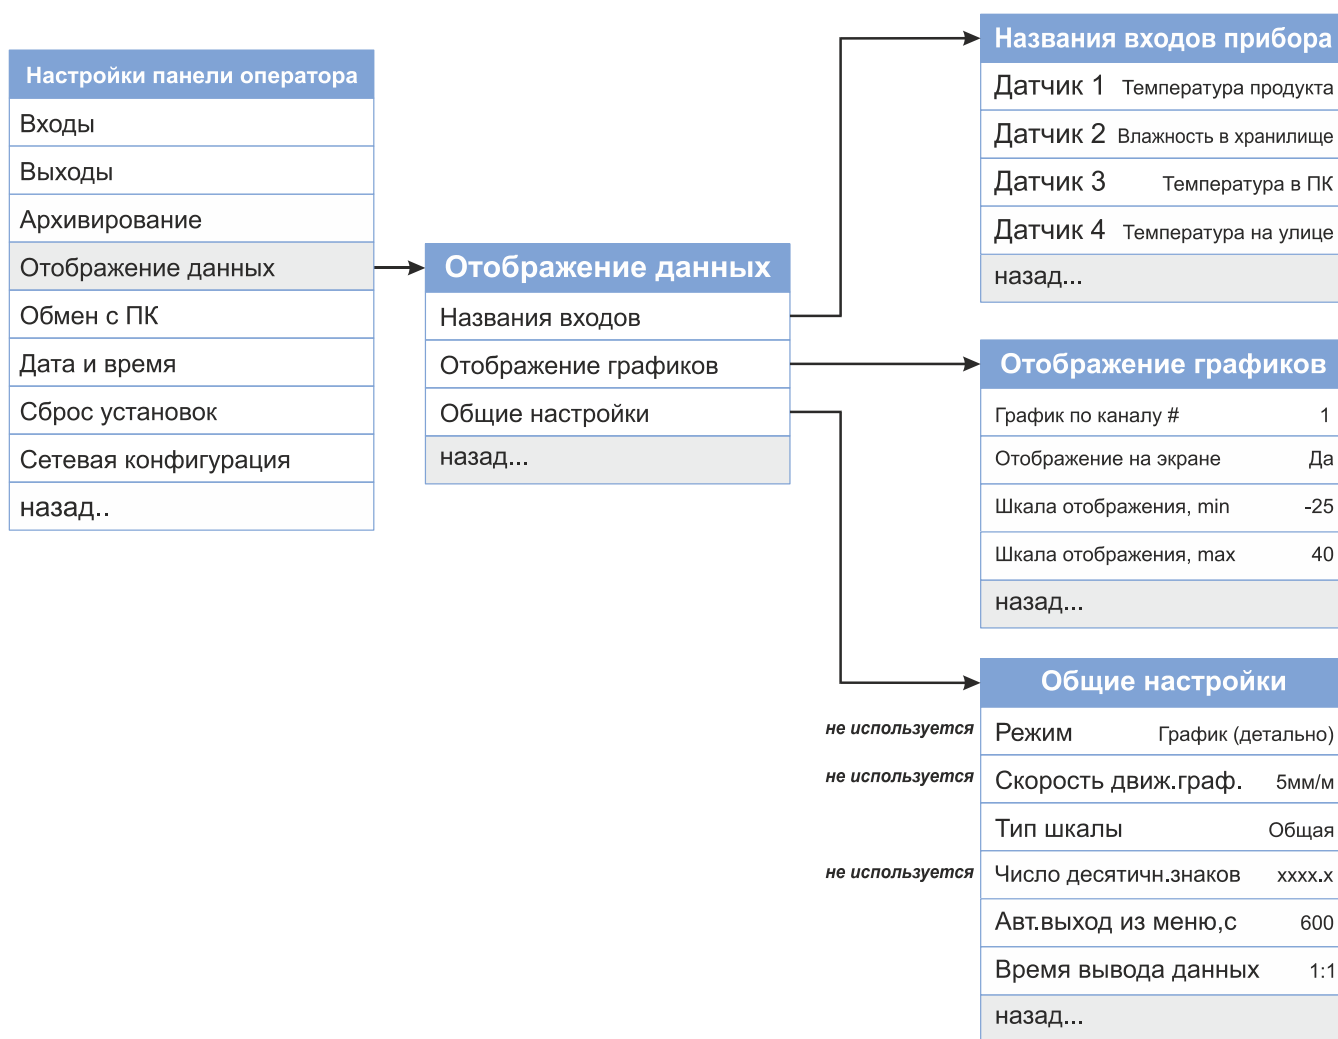 Настройки панели оператора
Входы
Выходы
Архивирование
Отображение данных
Обмен с ПК
Дата и время
Сброс установок
Сетевая конфигурация
назад..
Отображение данных
Названия входов
Отображение графиков
Общие настройки
назад...
Названия входов прибора
Датчик 1 Температура продукта
Датчик 2 Влажность в хранилище
Датчик 3 Температура в ПК
Датчик 4 Температура на улице
назад...
Отображение графиков
График по каналу # 1
Отображение на экране Да
Шкала отображения, min -25
Шкала отображения, max 40
назад...
Общие настройки
не используется Режим График (детально)
не используется Скорость движ.граф. 5мм/м
Тип шкалы Общая
не используется Число десятичн.знаков xxxx.x
Авт.выход из меню,с 600
Время вывода данных 1:1
назад...